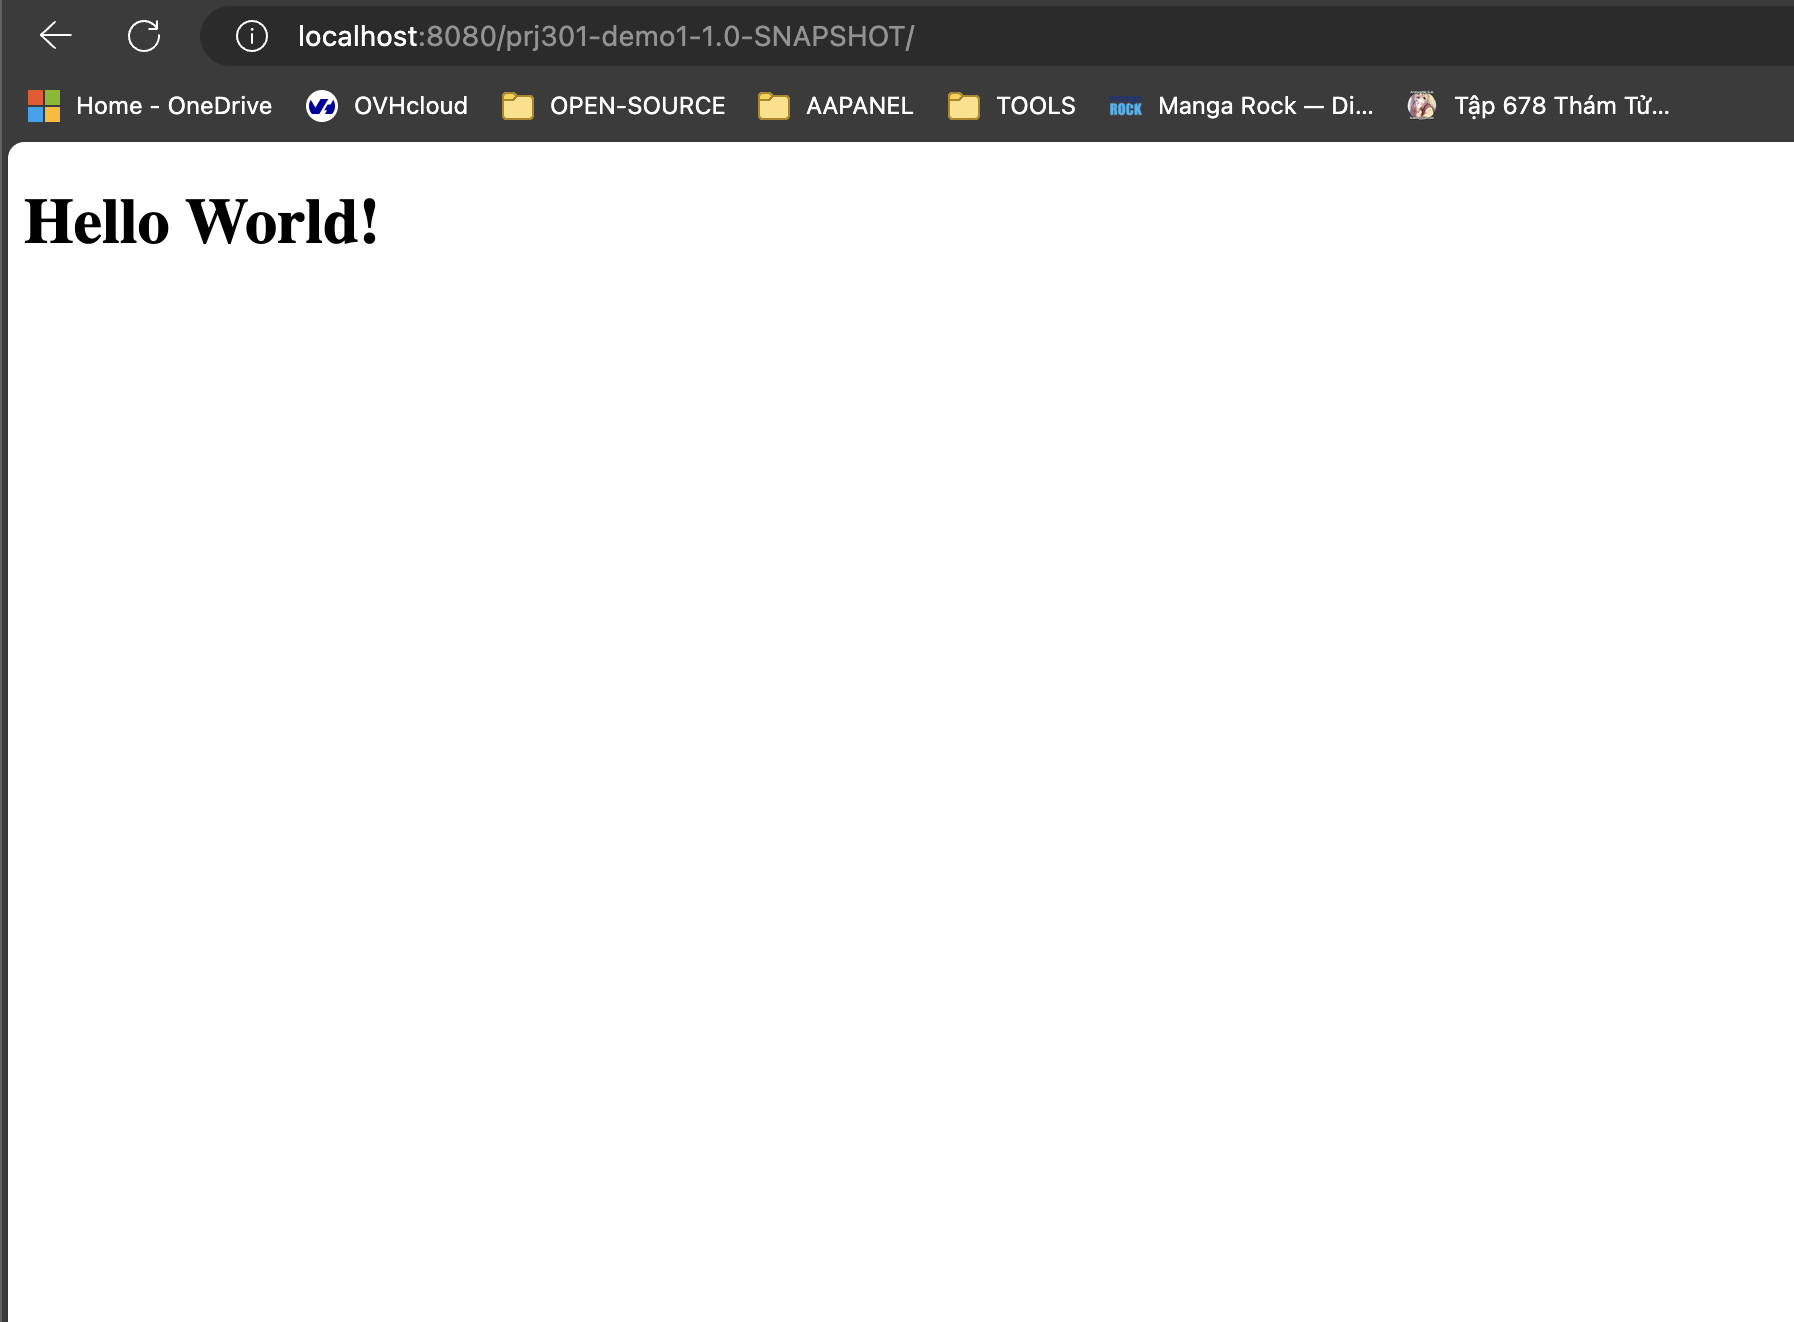 localhost:8080/prj301-demo1-1.0-SNAPSHOT/
Home - OneDrive OVHcloud OPEN-SOURCE AAPANEL TOOLS ROCK Manga Rock — Di... Tập 678 Thám Tử...
Hello World!